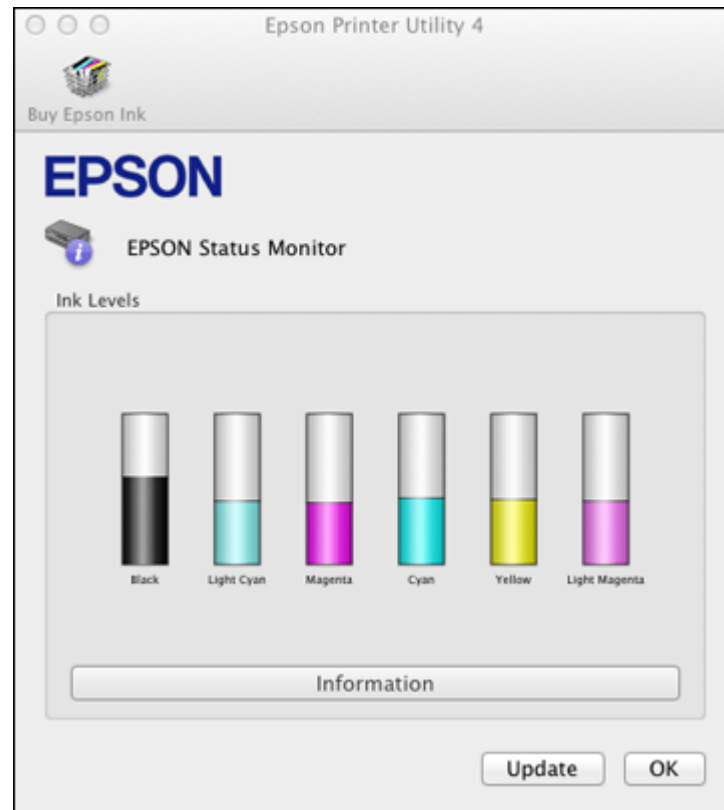 Epson Printer Utility 4
Buy Epson Ink
EPSON
EPSON Status Monitor
Ink Levels
Black Light Cyan Magenta Cyan Yellow Light Magenta
Information
Update OK